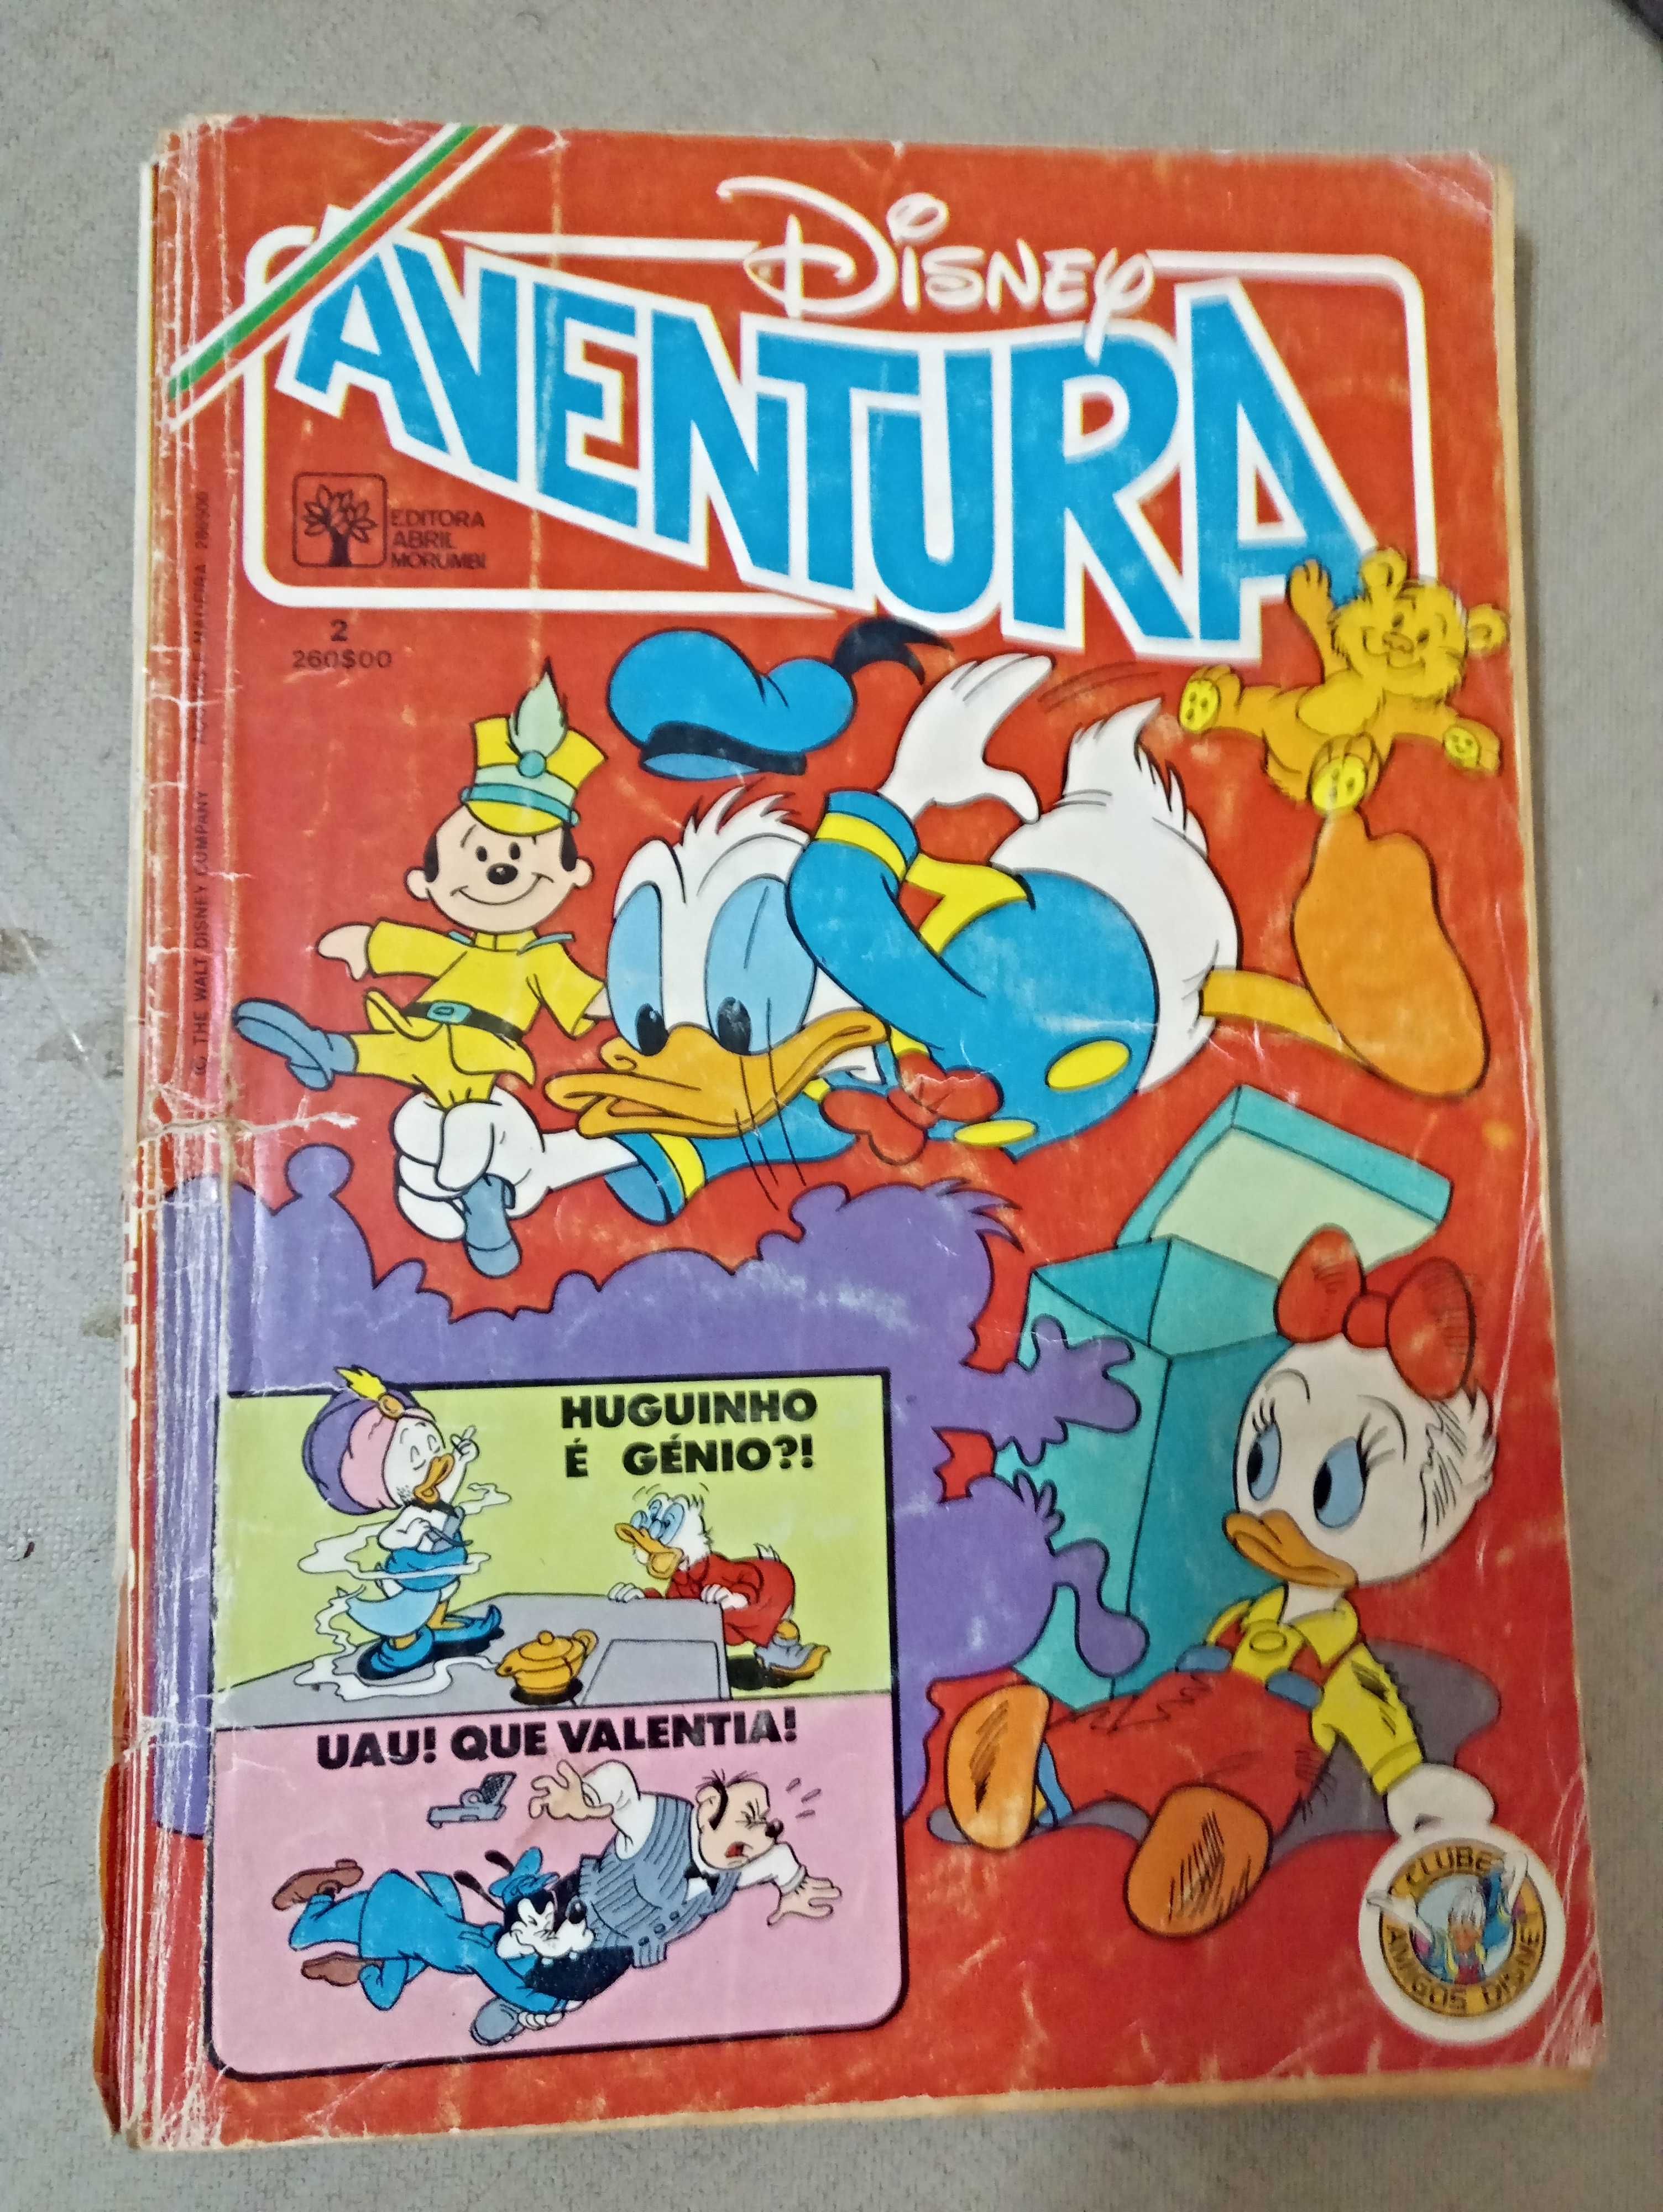 DISNEY
AVENTURA
EDITORA
ABRIL
MORUMBI
2
260$00
© THE WALT DISNEY COMPANY
HUGUINHO
É GÉNIO?!
UAU! QUE VALENTIA!
CLUBE
AMIGOS DISNEY